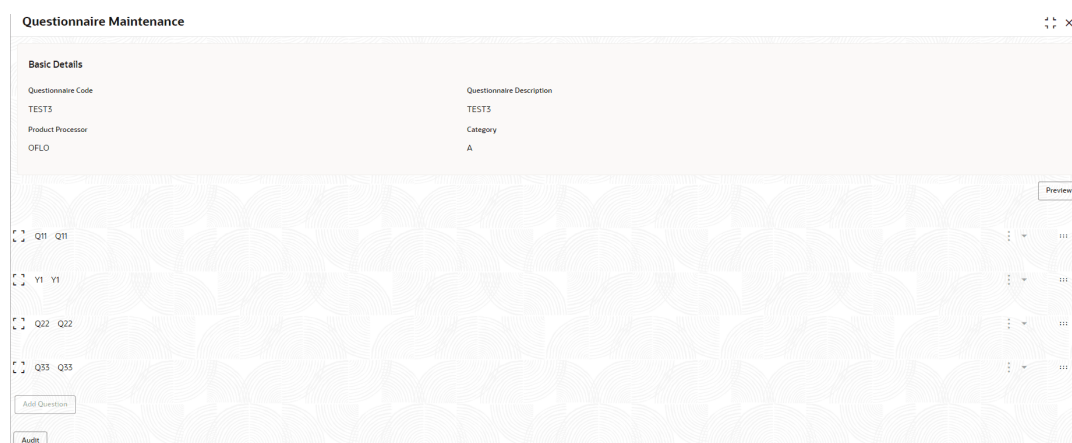 Questionnaire Maintenance
Basic Details
Questionnaire Code
Questionnaire Description
TEST3
TEST3
Product Processor
Category
OFLO
A
Preview
Q11 Q11
Y1 Y1
Q22 Q22
Q33 Q33
Add Question
Audit